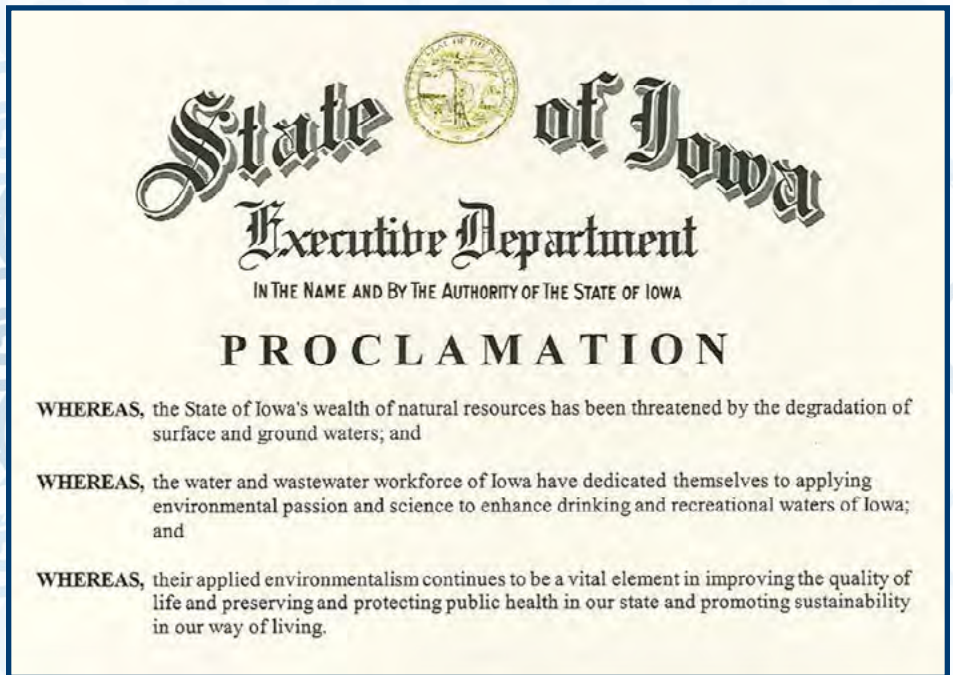 State of Iowa
Executive Department
IN THE NAME AND BY THE AUTHORITY OF THE STATE OF IOWA
PROCLAMATION
WHEREAS, the State of Iowa's wealth of natural resources has been threatened by the degradation of
surface and ground waters; and
WHEREAS, the water and wastewater workforce of Iowa have dedicated themselves to applying
environmental passion and science to enhance drinking and recreational waters of Iowa;
and
WHEREAS, their applied environmentalism continues to be a vital element in improving the quality of
life and preserving and protecting public health in our state and promoting sustainability
in our way of living.